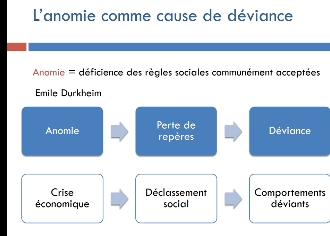 L'anomie comme cause de déviance
Anomie = déficience des règles sociales communément acceptées
Emile Durkheim
Anomie
Perte de
repères
Déviance
Crise
économique
Déclassement
social
Comportements
déviants